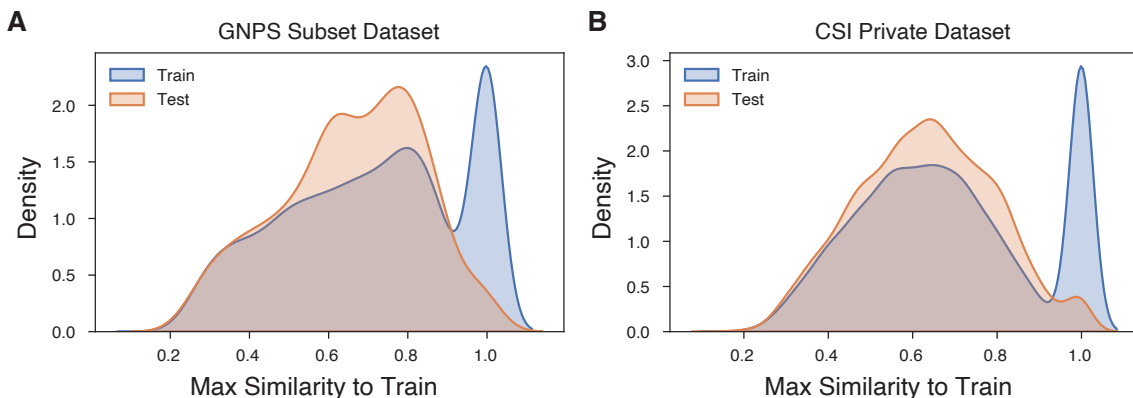 A
GNPS Subset Dataset
Train
Test
2.0
1.5
1.0
0.5
0.0
Density
0.2
0.4
0.6
0.8
1.0
Max Similarity to Train
B
CSI Private Dataset
Train
Test
3.0
2.5
2.0
1.5
1.0
0.5
0.0
Density
0.2
0.4
0.6
0.8
1.0
Max Similarity to Train